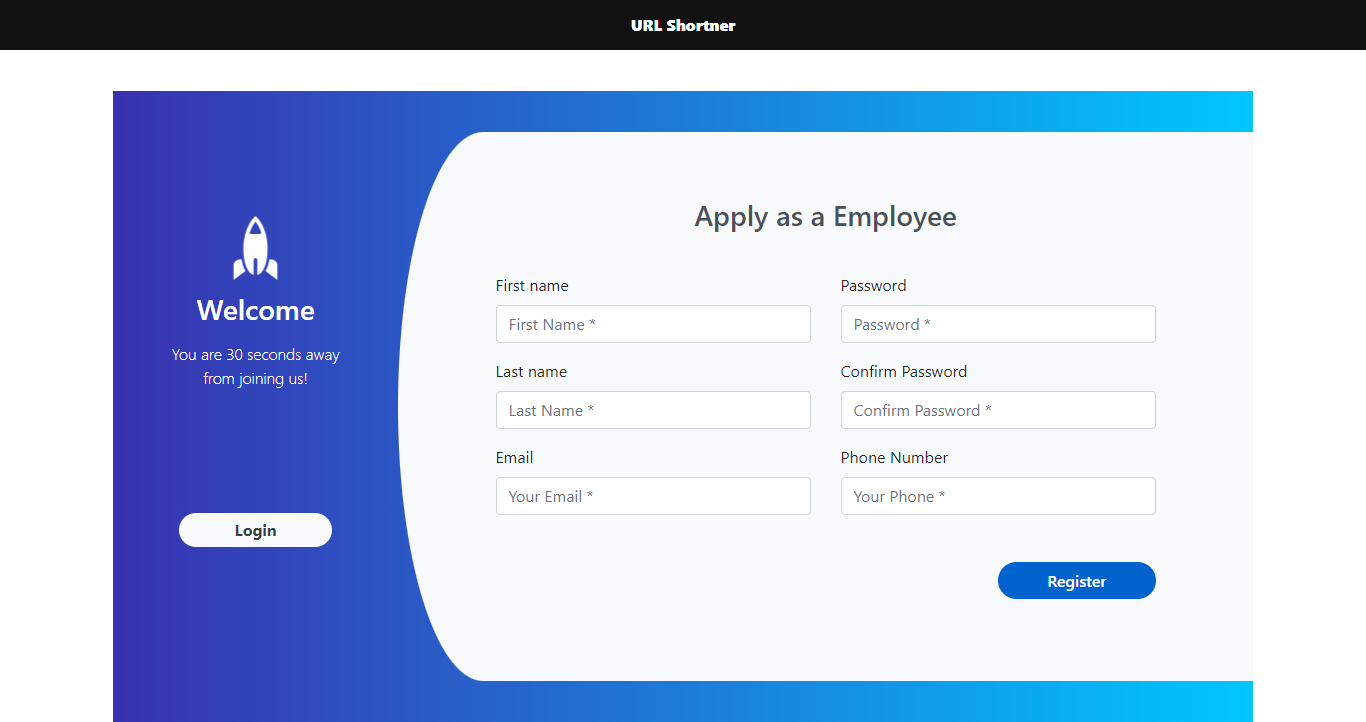 URL Shortner
Welcome
You are 30 seconds away
from joining us!
Login
Apply as a Employee
First name
First Name *
Last name
Last Name *
Email
Your Email *
Password
Password *
Confirm Password
Confirm Password *
Phone Number
Your Phone *
Register